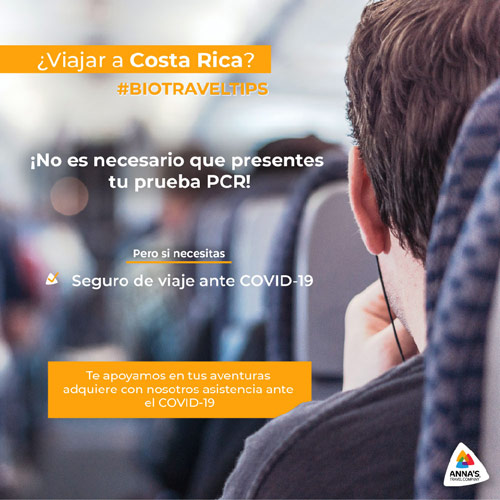 ¿Viajar a Costa Rica?
#BIOTRAVELTIPS
¡No es necesario que presentes
tu prueba PCR!
Pero si necesitas
Seguro de viaje ante COVID-19
Te apoyamos en tus aventuras
adquiere con nosotros asistencia ante
el COVID-19
ANNA'S
TRAVEL COMPANY